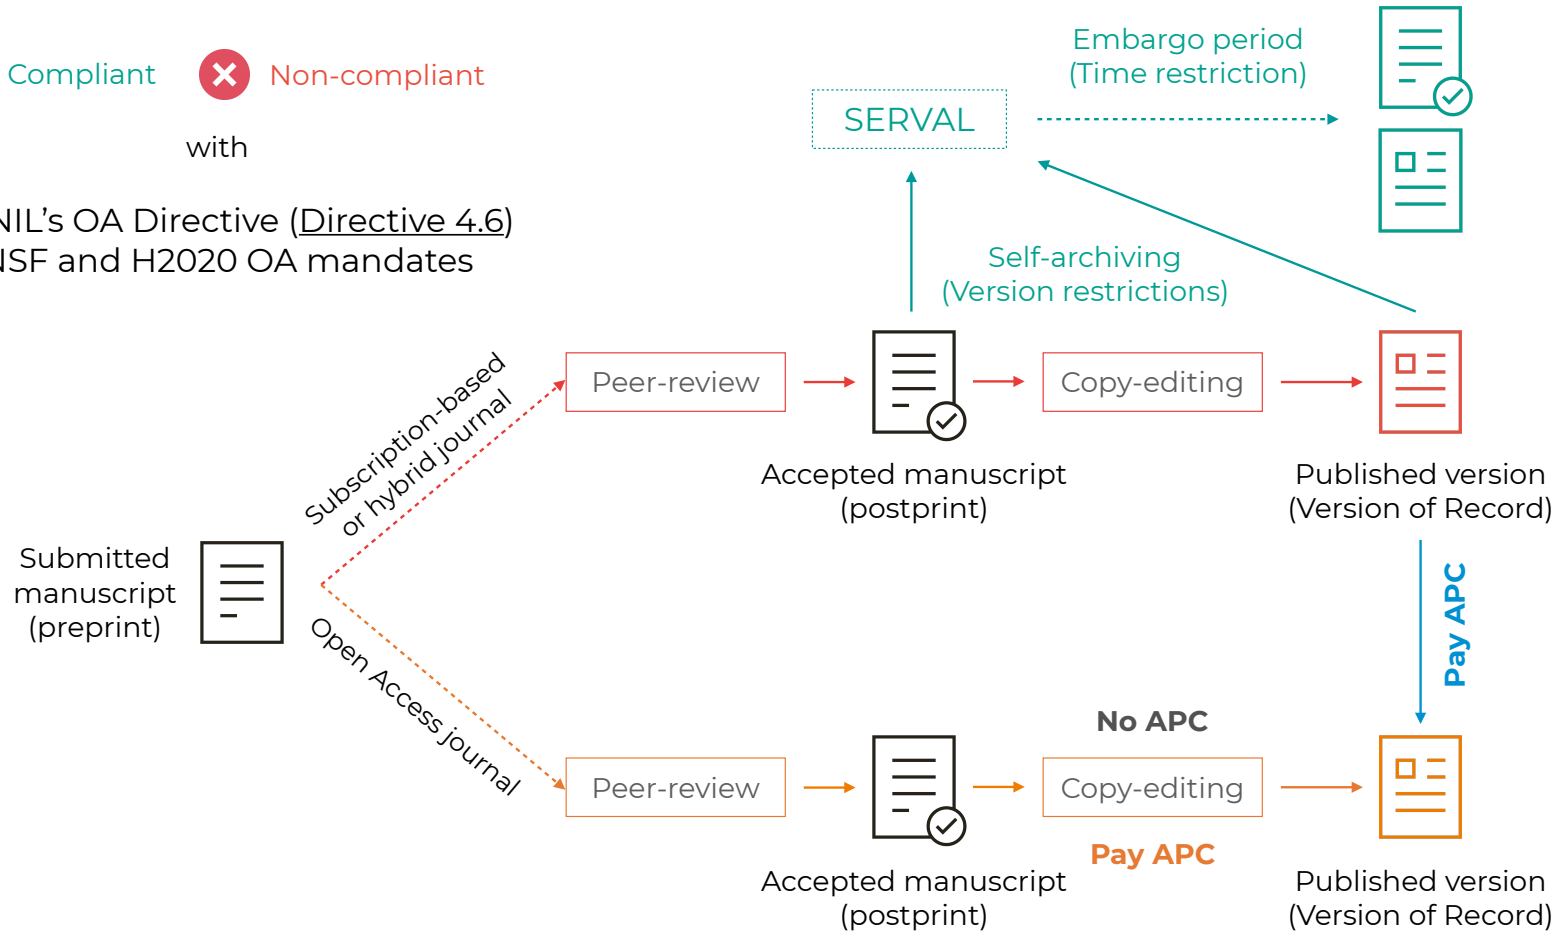 Compliant
Non-compliant
with
NIL’s OA Directive (Directive 4.6)
NSF and H2020 OA mandates
Embargo period
(Time restriction)
SERVAL
Self-archiving
(Version restrictions)
Subscription-based
or hybrid journal
Peer-review
Copy-editing
Accepted manuscript
(postprint)
Published version
(Version of Record)
Submitted
manuscript
(preprint)
Pay APC
Open Access journal
No APC
Peer-review
Copy-editing
Pay APC
Accepted manuscript
(postprint)
Published version
(Version of Record)